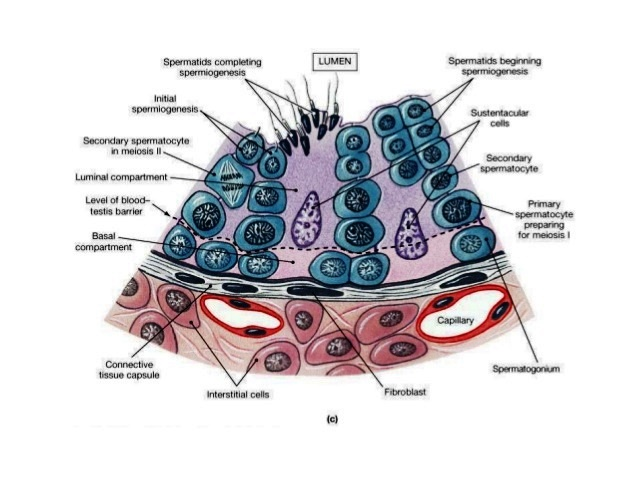 Spermatids completing
spermiogenesis
LUMEN
Spermatids beginning
spermiogenesis
Initial
spermiogenesis
Sustentacular
cells
Secondary spermatocyte
in meiosis II
Secondary
spermatocyte
Luminal compartment
Level of blood–
testis barrier
Primary
spermatocyte
preparing
for meiosis I
Basal
compartment
Capillary
Connective
tissue capsule
Spermatogonium
Interstitial cells
Fibroblast
(c)